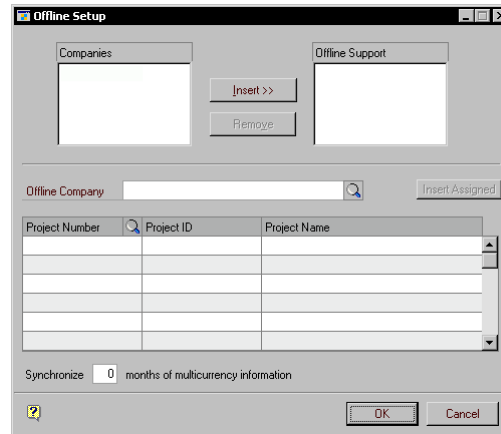 Offline Setup
Companies
Offline Support
Insert >>
Remove
Offline Company
Insert Assigned
Project Number Project ID Project Name
Synchronize 0 months of multicurrency information
OK Cancel